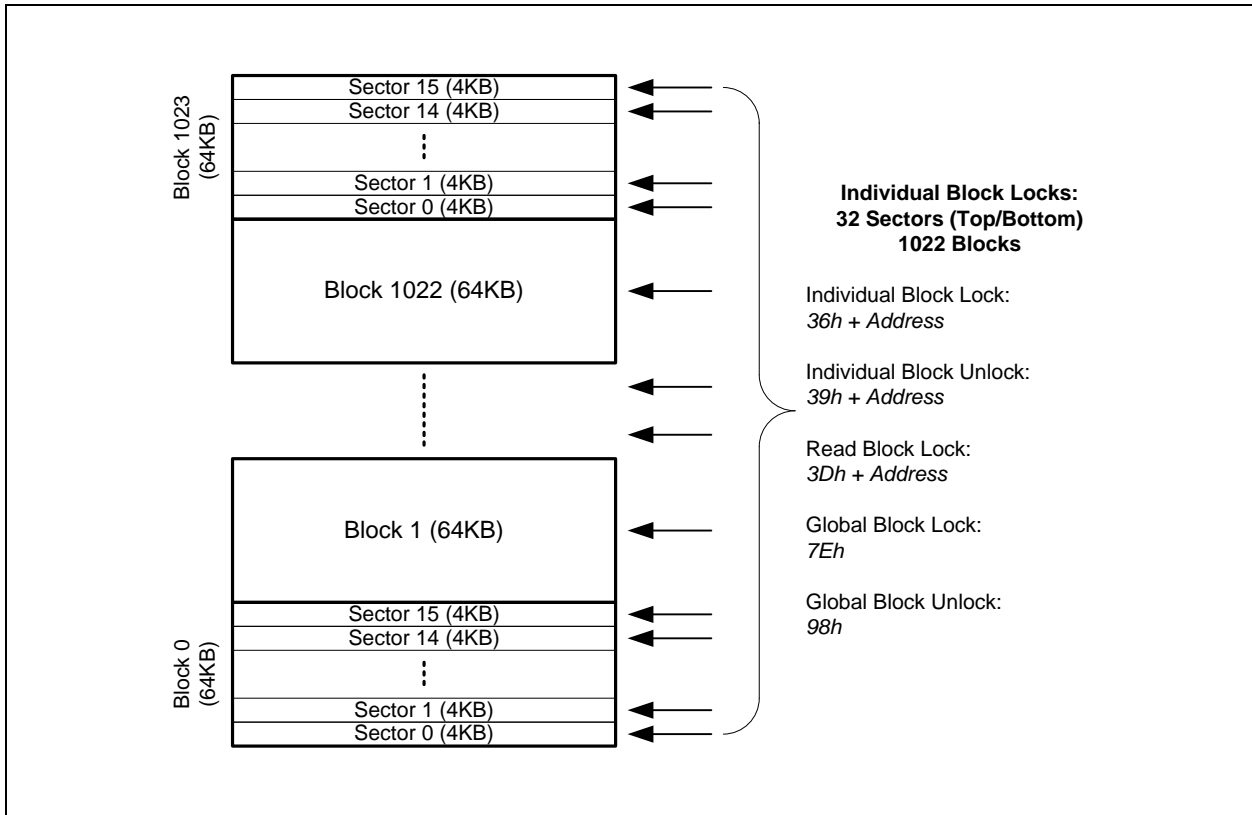 Block 1023
(64KB)
Sector 15 (4KB)
Sector 14 (4KB)
Sector 1 (4KB)
Sector 0 (4KB)
Block 1022 (64KB)
Block 1 (64KB)
Block 0
(64KB)
Sector 15 (4KB)
Sector 14 (4KB)
Sector 1 (4KB)
Sector 0 (4KB)
Individual Block Locks:
32 Sectors (Top/Bottom)
1022 Blocks
Individual Block Lock:
36h + Address
Individual Block Unlock:
39h + Address
Read Block Lock:
3Dh + Address
Global Block Lock:
7Eh
Global Block Unlock:
98h